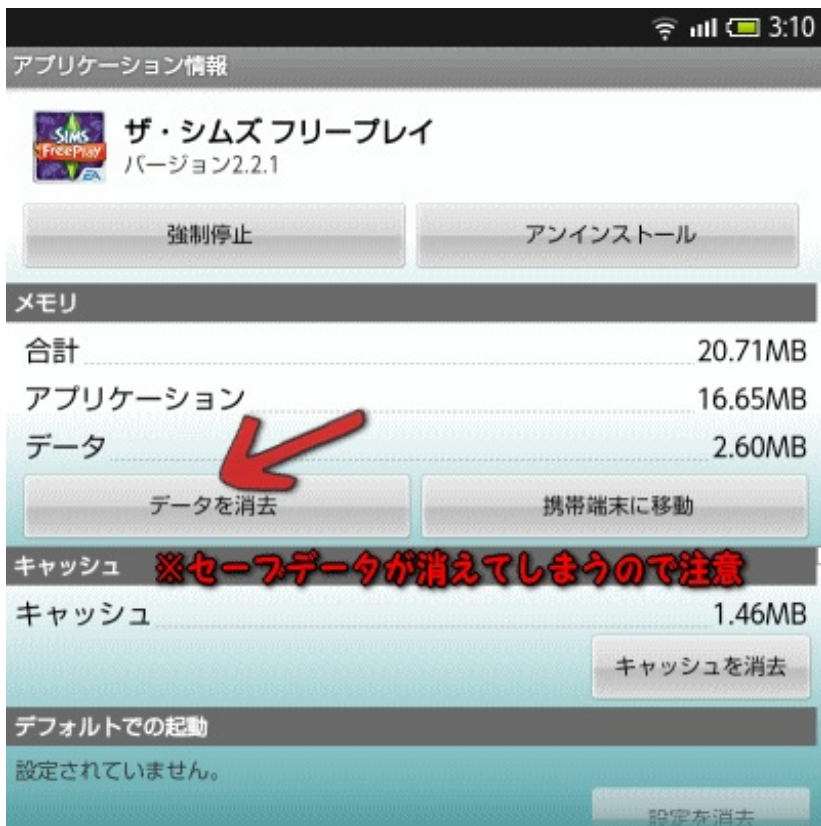 3:10
アプリケーション情報
SIMS
FreePlay
EA
ザ・シムズ フリープレイ
バージョン2.2.1
強制停止 アンインストール
メモリ
合計 20.71MB
アプリケーション 16.65MB
データ 2.60MB
データを消去 携帯端末に移動
キャッシュ ※セーブデータが消えてしまうので注意
キャッシュ 1.46MB
キャッシュを消去
デフォルトでの起動
設定されていません。
設定を消去